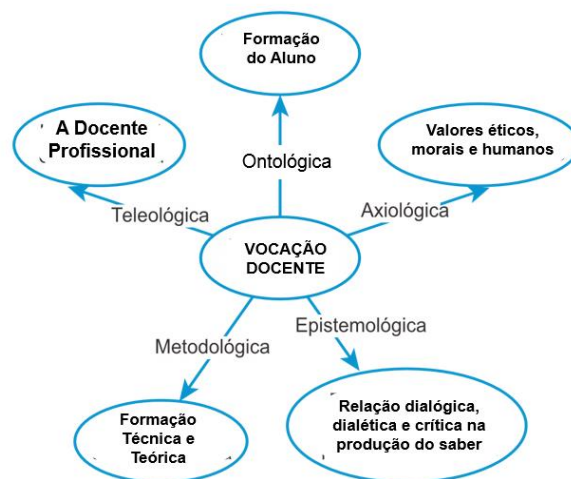 Formação
do Aluno
A Docente
Profissional
Valores éticos,
morais e humanos
Ontológica
Teleológica
Axiológica
VOCAÇÃO
DOCENTE
Epistemológica
Metodológica
Formação
Técnica e
Teórica
Relação dialógica,
dialética e crítica na
produção do saber